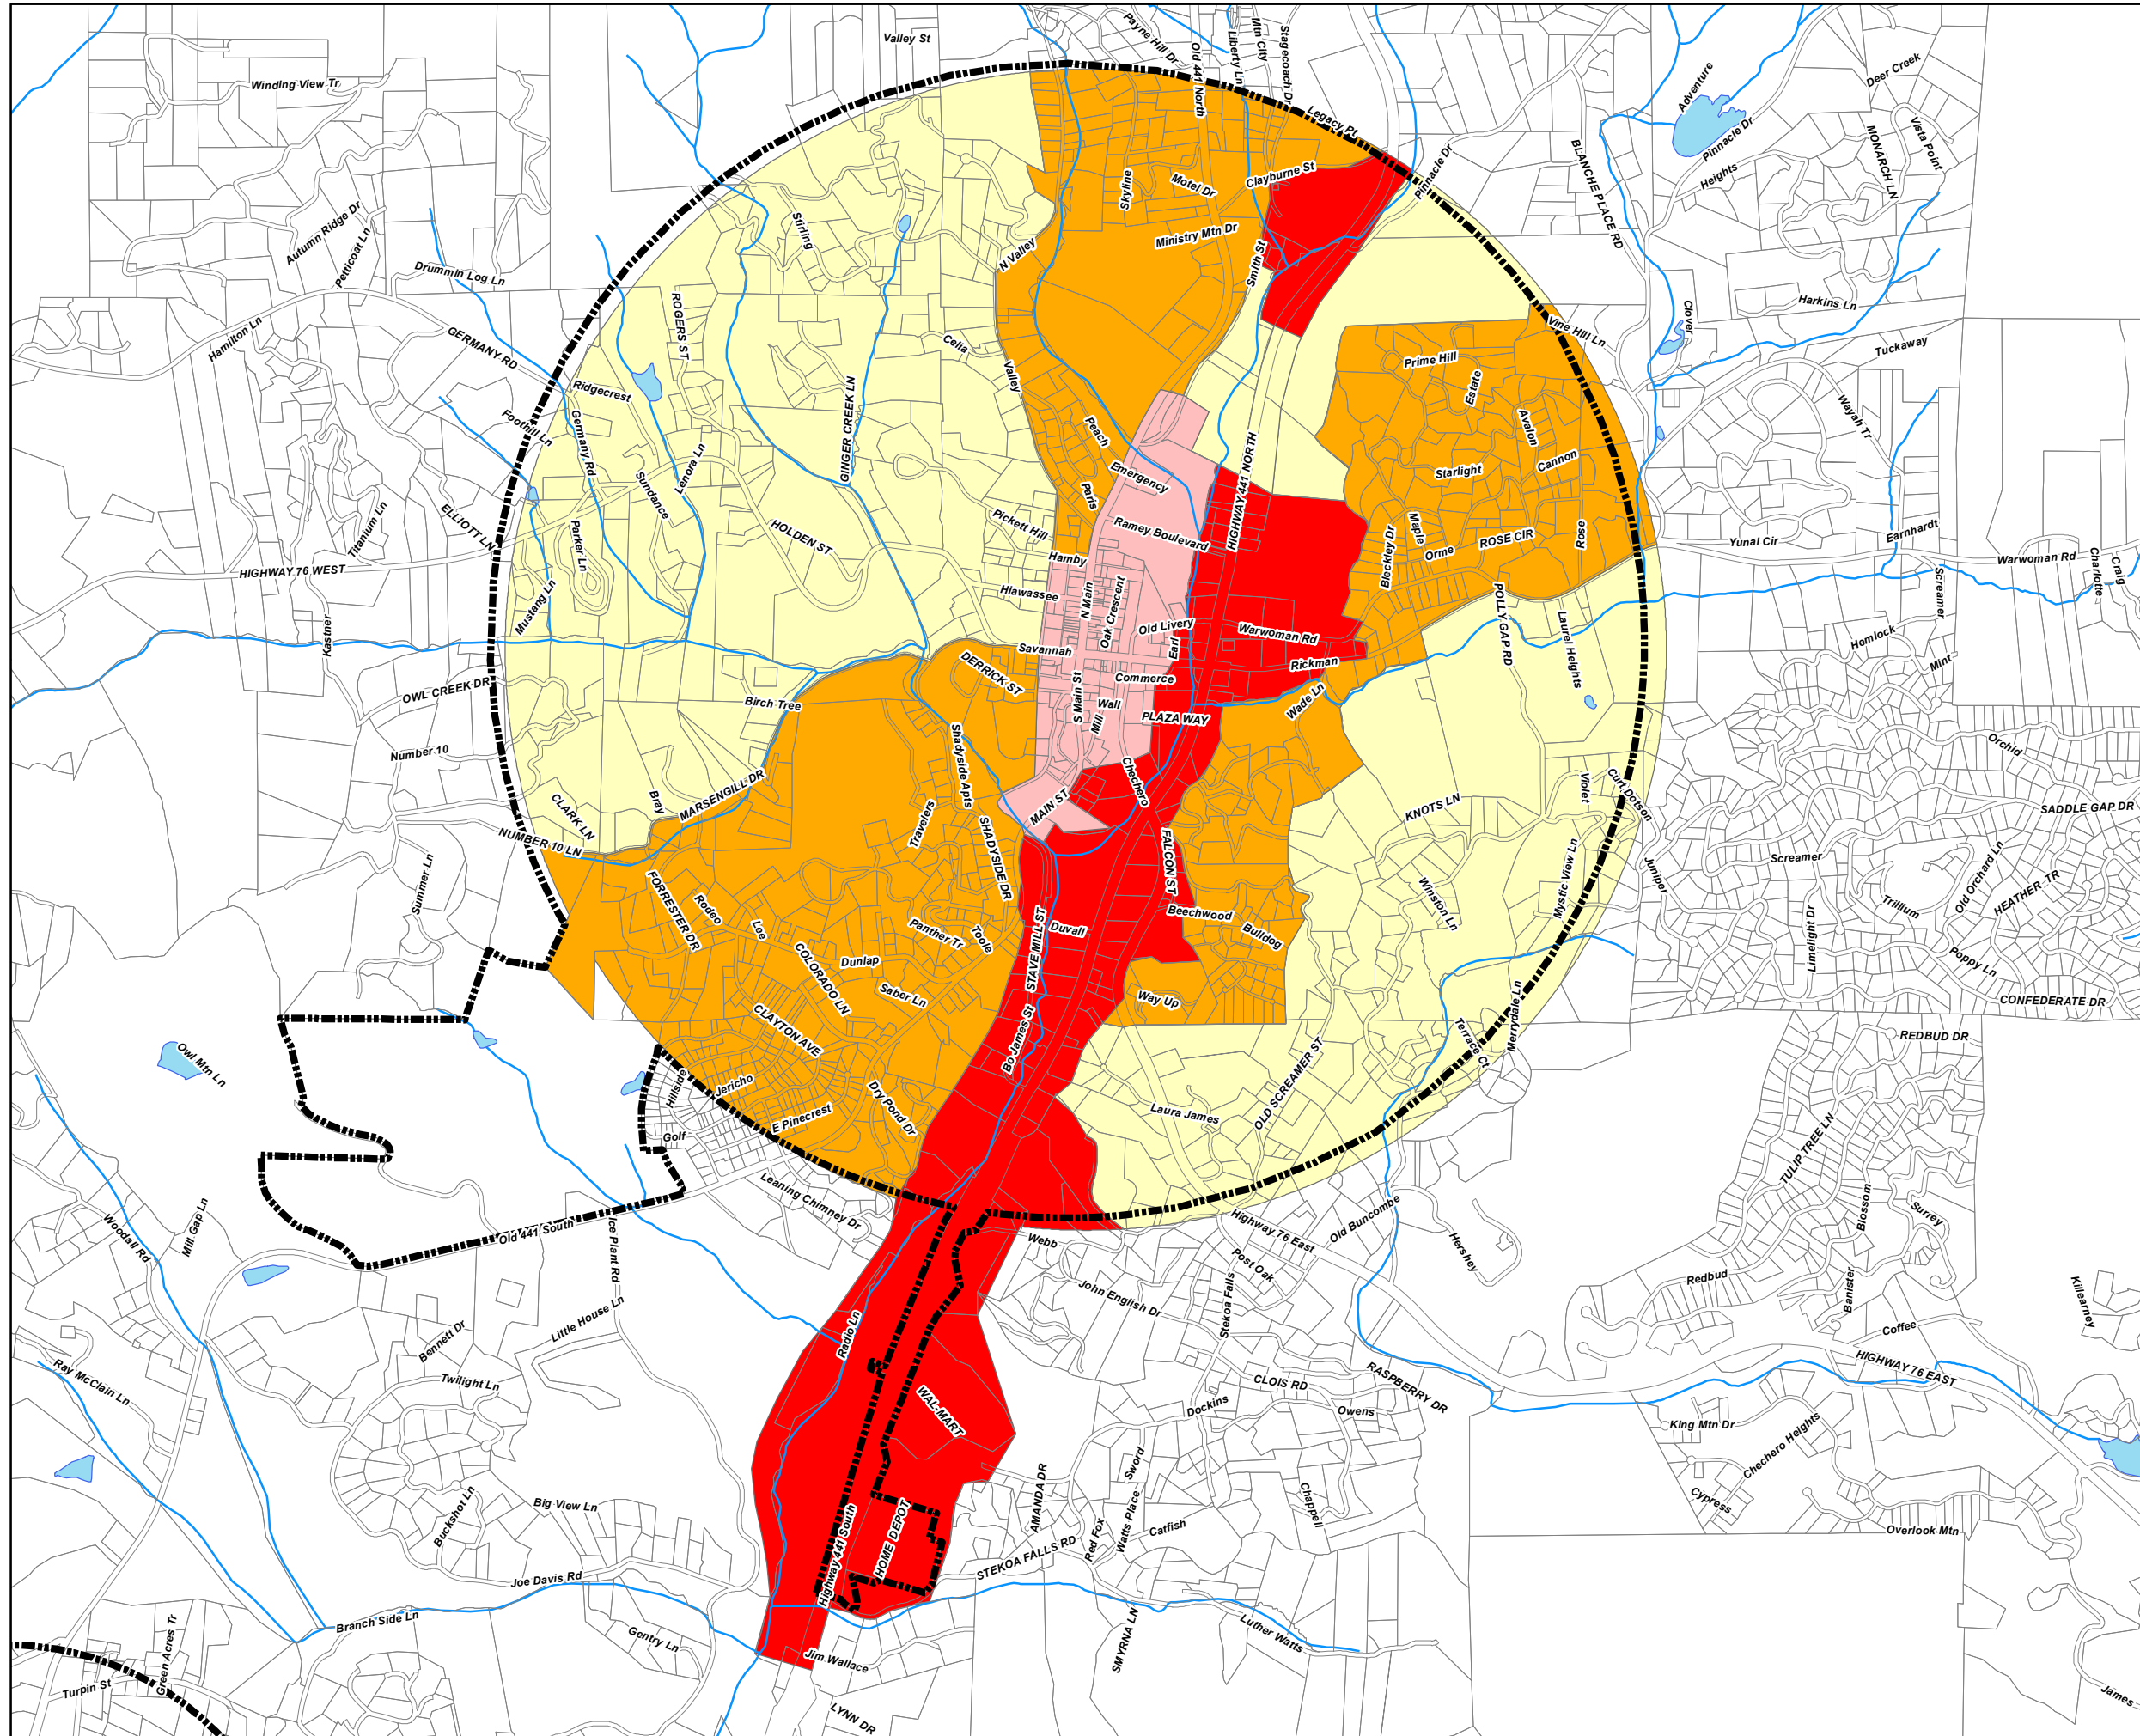 Valley St
Payne Hill Dr
Old 441 North
Liberty Ln
Mtn City
Stagecoach Dr
Legacy Pt
Winding View Tr
Adventure
Deer Creek
Pinnacle Dr
Pinnacle Dr
Heights
MONARCH LN
Vista Point
BLANCHE PLACE RD
Skyline
Motel Dr
Clayburne St
Ministry Mtn Dr
Smith St
Stirling
N Valley
Autumn Ridge Dr
Petticoat Ln
Drummin Log Ln
Hamilton Ln
GERMANY RD
ROGERS ST
Celia
Valley
Harkins Ln
Clover
Vine Hill Ln
Tuckaway
Prime Hill
Estate
Avalon
Cannon
Starlight
Wayah Tr
Ridgecrest
Foothill Ln
Germany Rd
GINGER CREEK LN
Peach
Emergency
Paris
HIGHWAY 441 NORTH
Sundance
Lenora Ln
HOLDEN ST
Pickett Hill
Ramey Boulevard
Hamby
Hiawassee
Titanium Ln
ELLIOTT LN
Parker Ln
HIGHWAY 76 WEST
Mustang Ln
Kastner
Bleckley Dr
Maple
Orme
ROSE CIR
Rose
Yunai Cir
Earnhardt
Warwoman Rd
Screamer
Charlotte
Craig
N Main
Oak Crescent
Old Livery
Earl
Warwoman Rd
Rickman
POLLY GAP RD
Laurel Heights
Hemlock
Mint
Savannah
DERRICK ST
Commerce
S Main St
Wall
Mill
PLAZA WAY
Wade Ln
OWL CREEK DR
Birch Tree
Number 10
Shadyside Apts
Chechero
Orchid
SADDLE GAP DR
Violet
Curt Dotson
KNOTS LN
CLARK LN
Bray
MARSENGILL DR
NUMBER 10 LN
Travelers
MAIN ST
SHADYSIDE DR
FALCON ST
Screamer
Juniper
Old Orchard Ln
HEATHER TR
Trillium
Limelight Dr
Poppy Ln
CONFEDERATE DR
Summer Ln
FORRESTER DR
Rodeo
Lee
COLORADO LN
Dunlap
Panther Tr
Toole
Saber Ln
STAVE MILL ST
Duvall
Beechwood
Bulldog
Winston Ln
Mystic View Ln
Way Up
CLAYTON AVE
Bo James St
Terrace Ct
Merrydale Ln
REDBUD DR
Owl Mtn Ln
Hillside
Jericho
E Pinecrest
Dry Pond Dr
Golf
Laura James
OLD SCREAMER ST
TULIP TREE LN
Blossom
Surrey
Leaning Chimney Dr
Mill Gap Ln
Woodall Rd
Old 441 South
Ice Plant Rd
Webb
Highway 76 East
Old Buncombe
Post Oak
Hershey
Redbud
Banister
Killearney
John English Dr
Stekoa Falls
Radio Ln
Little House Ln
Bennett Dr
Twilight Ln
Ray McClain Ln
Coffee
HIGHWAY 76 EAST
RASPBERRY DR
CLOIS RD
Owens
Dockins
WAL-MART
King Mtn Dr
Chechero Heights
Cypress
Overlook Mtn
Sword
AMANDA DR
Red Fox
Watts Place
Catfish
Chappell
Buckshot Ln
Big View Ln
Highway 441 South
HOME DEPOT
STEKOA FALLS RD
Joe Davis Rd
Branch Side Ln
Gentry Ln
Jim Wallace
SMYRNA LN
Luther Watts
Green Acres Tr
Turpin St
LYNN DR
James